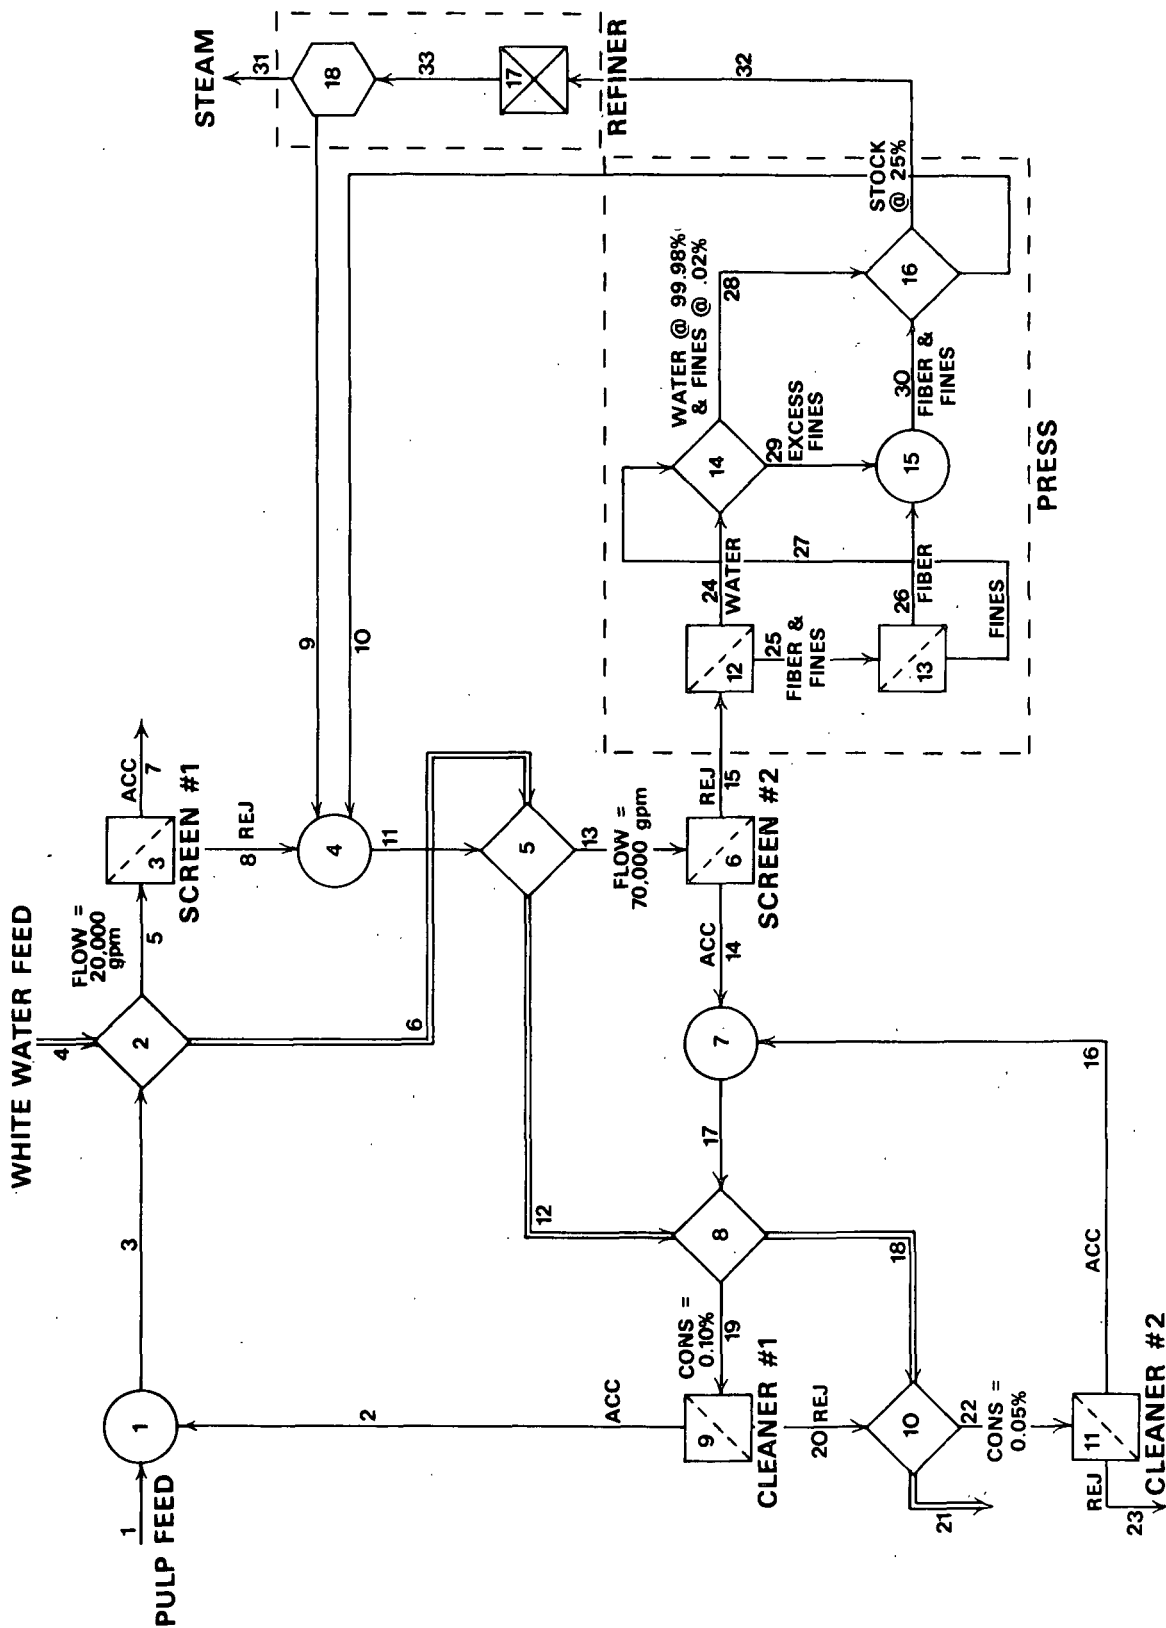 WHITE WATER FEED
4
PULP FEED
1
1
3
2
FLOW =
20,000
gpm
5
3
SCREEN #1
ACC
7
8 REJ
6
2
ACC
4
9
10
11
5
12
13
FLOW =
70,000 gpm
6
SCREEN #2
ACC
14
REJ
15
7
17
16
ACC
8
18
CONS =
0.10%
19
9
CLEANER #1
20 REJ
10
21
22
CONS =
0.05%
11
CLEANER #2
REJ
23
12
24
WATER
25
FIBER &
FINES
13
26
FIBER
FINES
27
14
WATER @ 99.98%
& FINES @ .02%
28
29
EXCESS
FINES
15
30
FIBER &
FINES
16
STOCK
@ 25%
PRESS
32
REFINER
17
33
18
31
STEAM